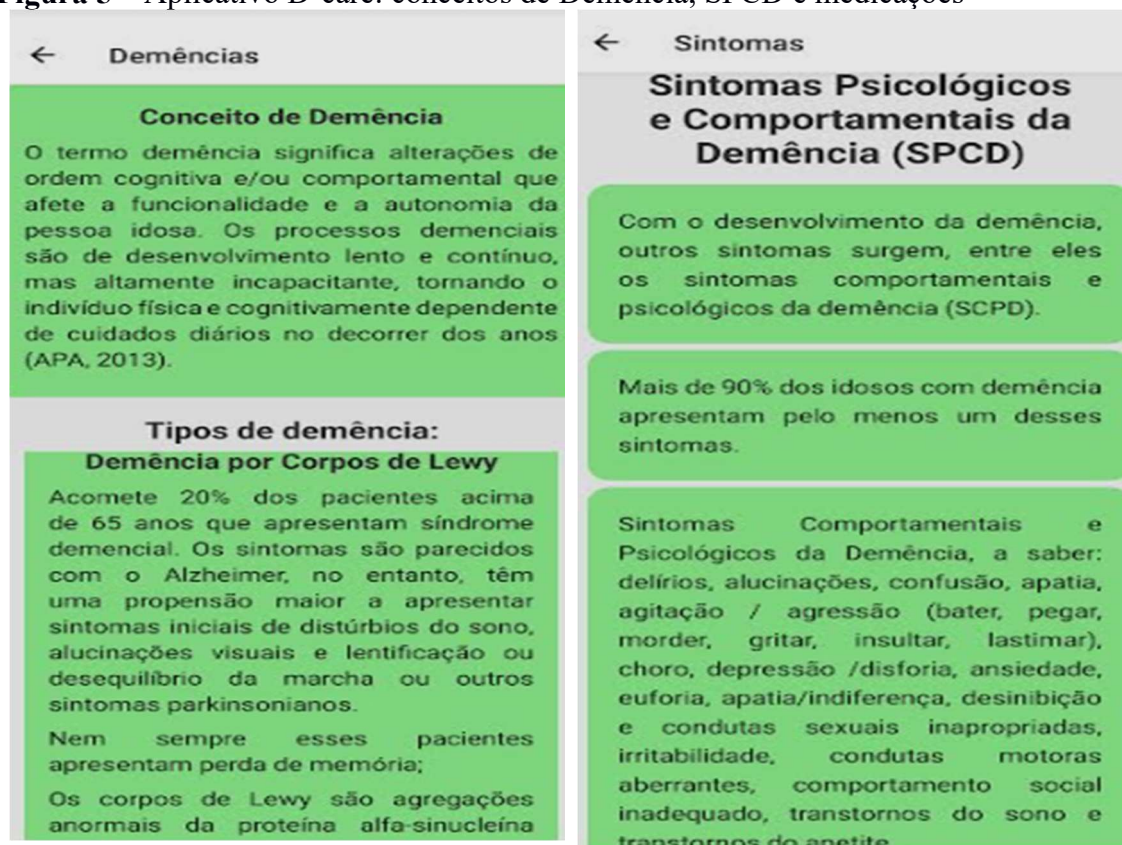 Figura 3 – Aplicativo D-care: conceitos de Demência, SPCD e medicações
← Demências
Conceito de Demência
O termo demência significa alterações de
ordem cognitiva e/ou comportamental que
afete a funcionalidade e a autonomia da
pessoa idosa. Os processos demenciais
são de desenvolvimento lento e contínuo,
mas altamente incapacitante, tornando o
indivíduo física e cognitivamente dependente
de cuidados diários no decorrer dos anos
(APA, 2013).
Tipos de demência:
Demência por Corpos de Lewy
Acomete 20% dos pacientes acima
de 65 anos que apresentam síndrome
demencial. Os sintomas são parecidos
com o Alzheimer, no entanto, têm
uma propensão maior a apresentar
sintomas iniciais de distúrbios do sono,
alucinações visuais e lentificação ou
desequilíbrio da marcha ou outros
sintomas parkinsonianos.
Nem sempre esses pacientes
apresentam perda de memória;
Os corpos de Lewy são agregações
anormais da proteína alfa-sinucleína
← Sintomas
Sintomas Psicológicos
e Comportamentais da
Demência (SPCD)
Com o desenvolvimento da demência,
outros sintomas surgem, entre eles
os sintomas comportamentais e
psicológicos da demência (SCPD).
Mais de 90% dos idosos com demência
apresentam pelo menos um desses
sintomas.
Sintomas Comportamentais e
Psicológicos da Demência, a saber:
delírios, alucinações, confusão, apatia,
agitação / agressão (bater, pegar,
morder, gritar, insultar, lastimar),
choro, depressão /disforia, ansiedade,
euforia, apatia/indiferença, desinibição
e condutas sexuais inapropriadas,
irritabilidade, condutas motoras
aberrantes, comportamento social
inadequado, transtornos do sono e
transtornos do apetite